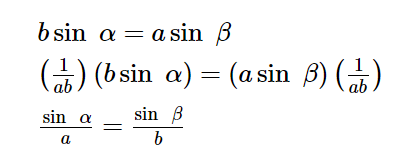 b sin α = a sin β
(1/ab) (b sin α) = (a sin β) (1/ab)
sin α / a = sin β / b